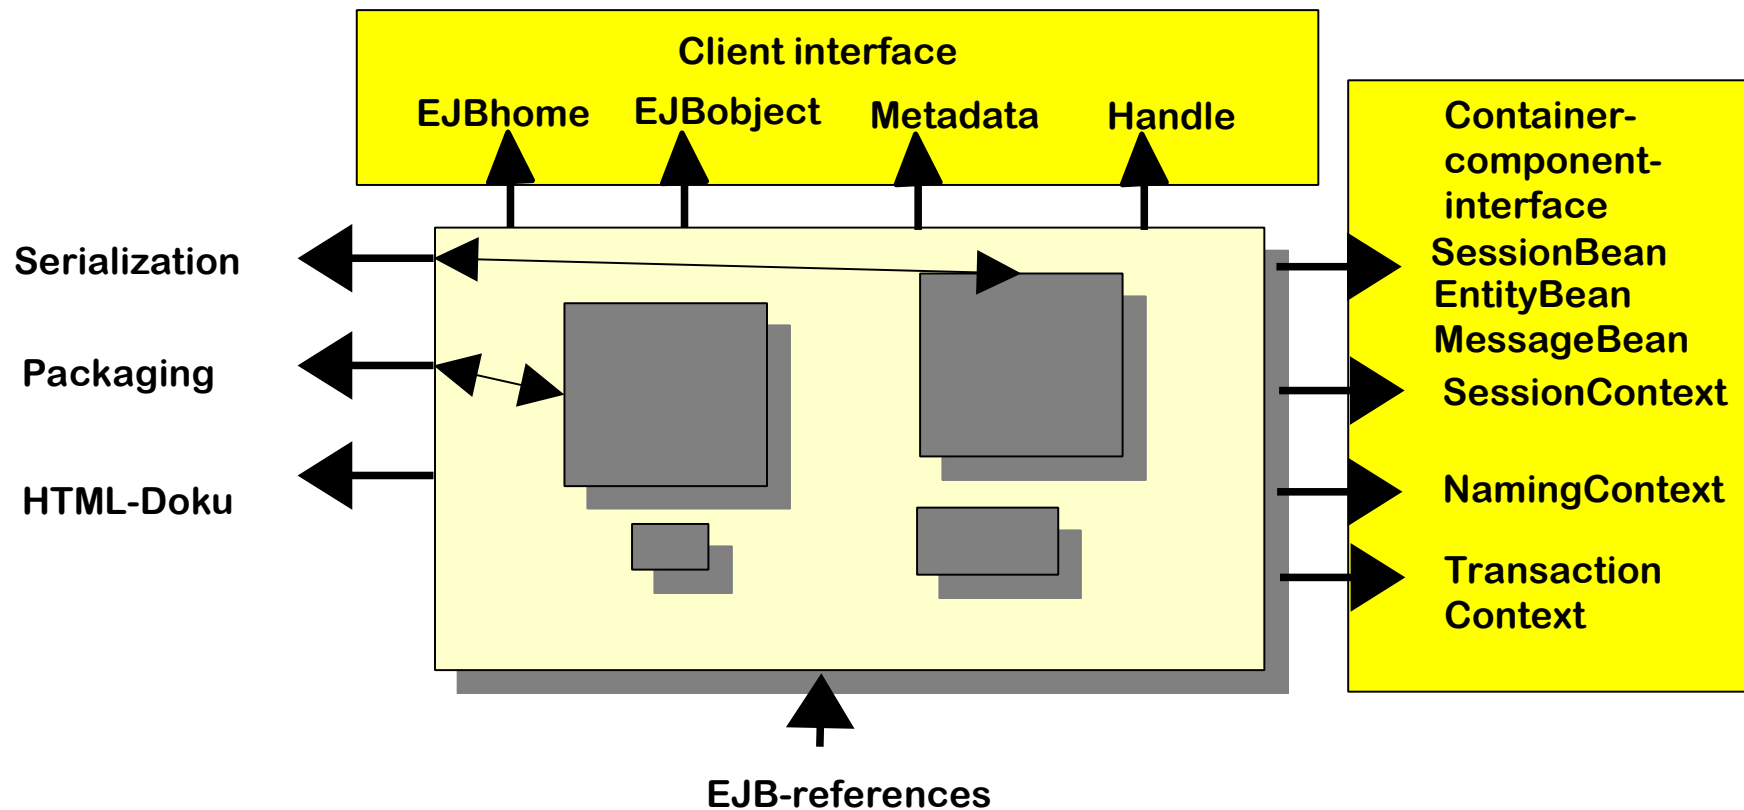 Client interface
EJBhome
EJBobject
Metadata
Handle
Container-
component-
interface
SessionBean
EntityBean
MessageBean
SessionContext
NamingContext
Transaction
Context
Serialization
Packaging
HTML-Doku
EJB-references